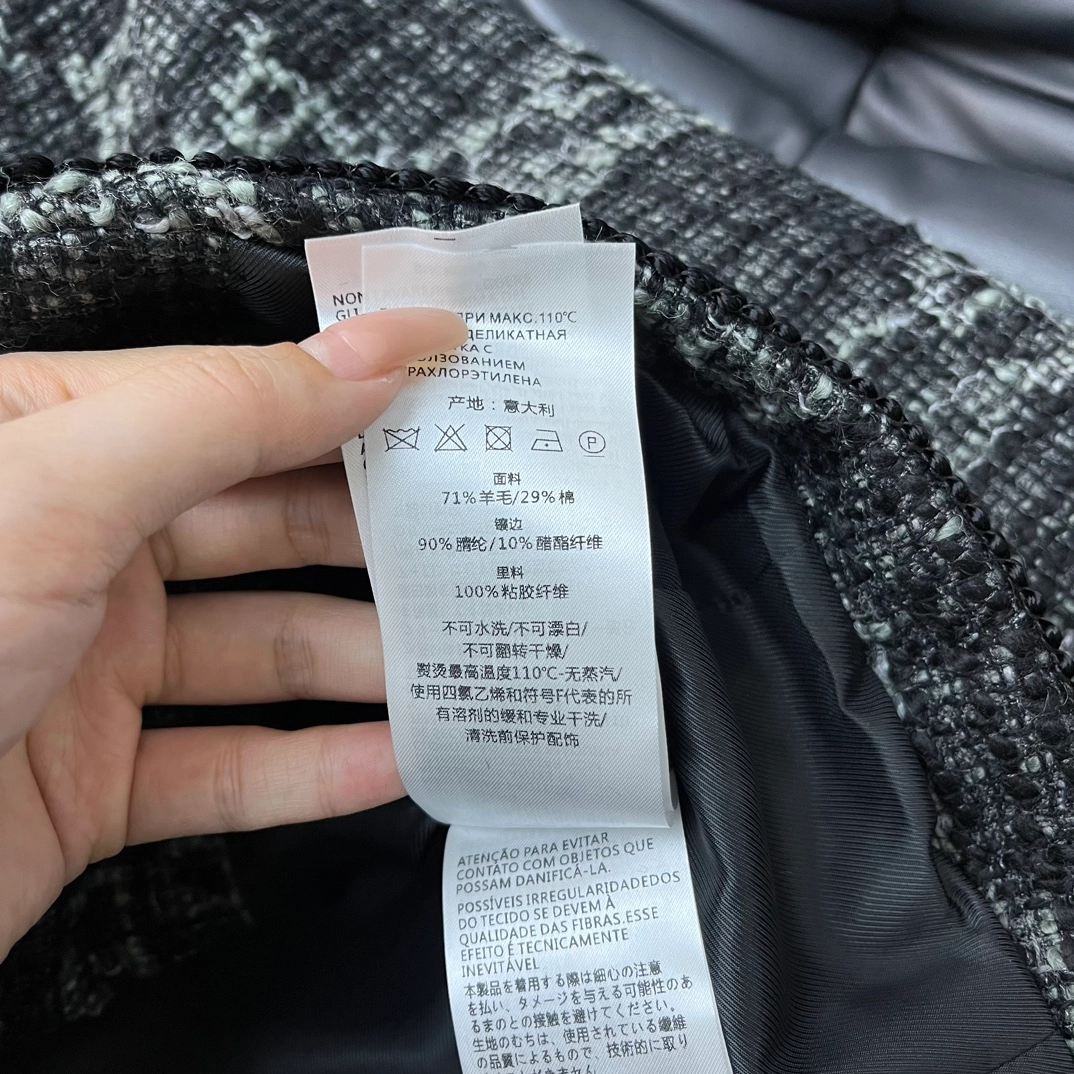 NON
ПРИ МАКС.110℃
ДЕЛИКАТНАЯ
КА С
ОЛЬЗОВАНИЕМ
РАХЛОРЭТИЛЕНА
产地：意大利
P
面料
71%羊毛/29%棉
镶边
90%腈纶/10%醋酯纤维
里料
100%粘胶纤维
不可水洗/不可漂白/
不可翻转干燥/
熨烫最高温度110℃-无蒸汽/
使用四氯乙烯和符号F代表的所
有溶剂的缓和专业干洗/
清洗前保护配饰
ATENÇÃO PARA EVITAR
CONTATO COM OBJETOS QUE
POSSAM DANIFICÁ-LA.
POSSÍVEIS IRREGULARIDADEDOS
DO TECIDO SE DEVEM À
QUALIDADE DAS FIBRAS.ESSE
EFEITO É TECNICAMENTE
INEVITÁVEL
本製品を着用する際は細心の注意
を払い、ダメージを与える可能性のあ
るまのとの接触を避けてください。
生地のむちは、使用されている繊維
の品質によるもので、技術的に取り